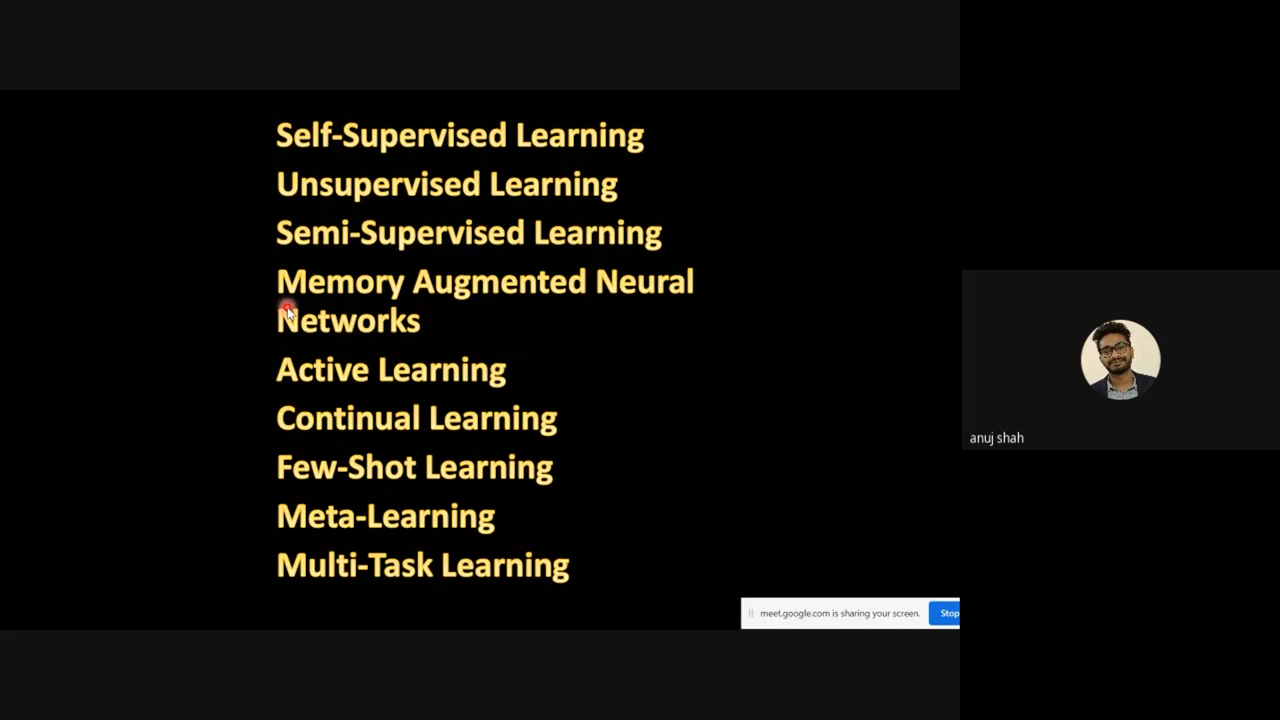 Self-Supervised Learning
Unsupervised Learning
Semi-Supervised Learning
Memory Augmented Neural
Networks
Active Learning
Continual Learning
Few-Shot Learning
Meta-Learning
Multi-Task Learning
anuj shah
meet.google.com is sharing your screen.
Stop